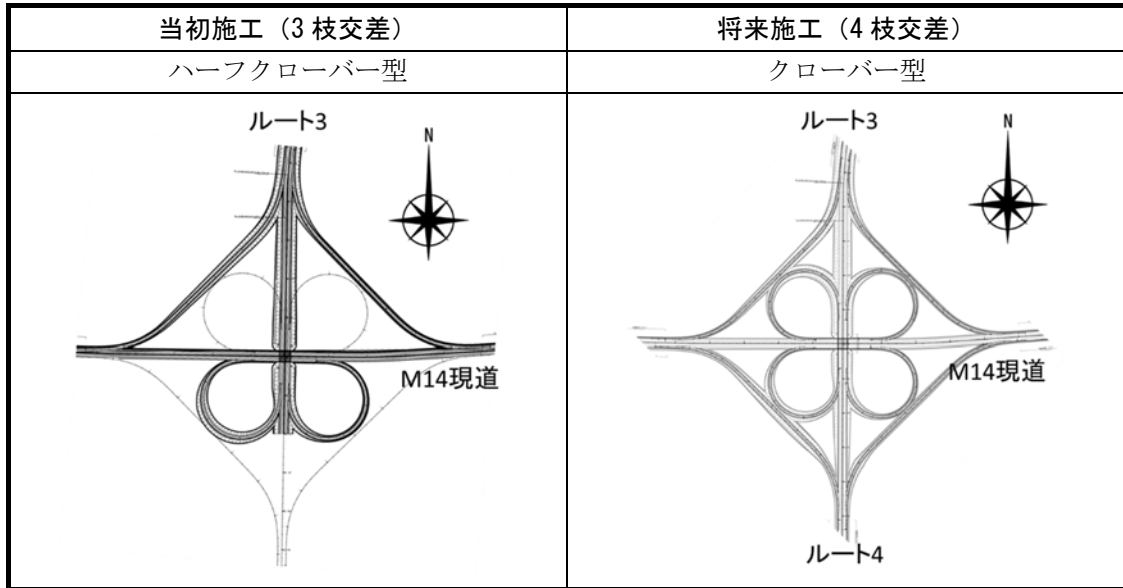 当初施工（3 枝交差）
将来施工（4 枝交差）
ハーフクローバー型
クローバー型
ルート3
N
M14現道
ルート3
N
M14現道
ルート4